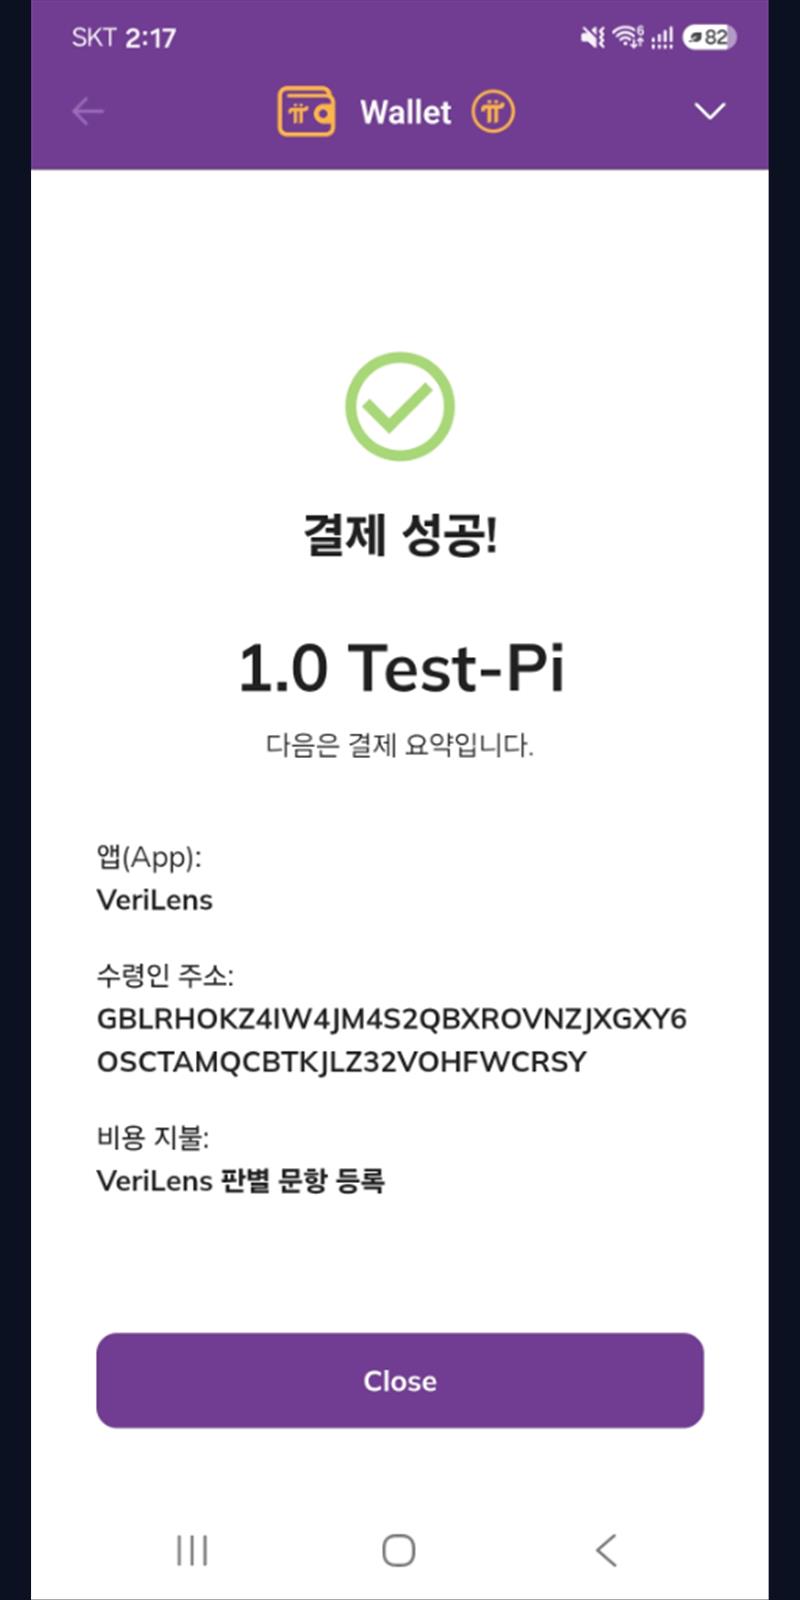 SKT 2:17
82
Wallet
결제 성공!
1.0 Test-Pi
다음은 결제 요약입니다.
앱(App):
VeriLens
수령인 주소:
GBLRHOKZ4IW4JM4S2QBXROVNZJXGXY6
OSCTAMQCBTKJLZ32VOHFWCRSY
비용 지불:
VeriLens 판별 문항 등록
Close